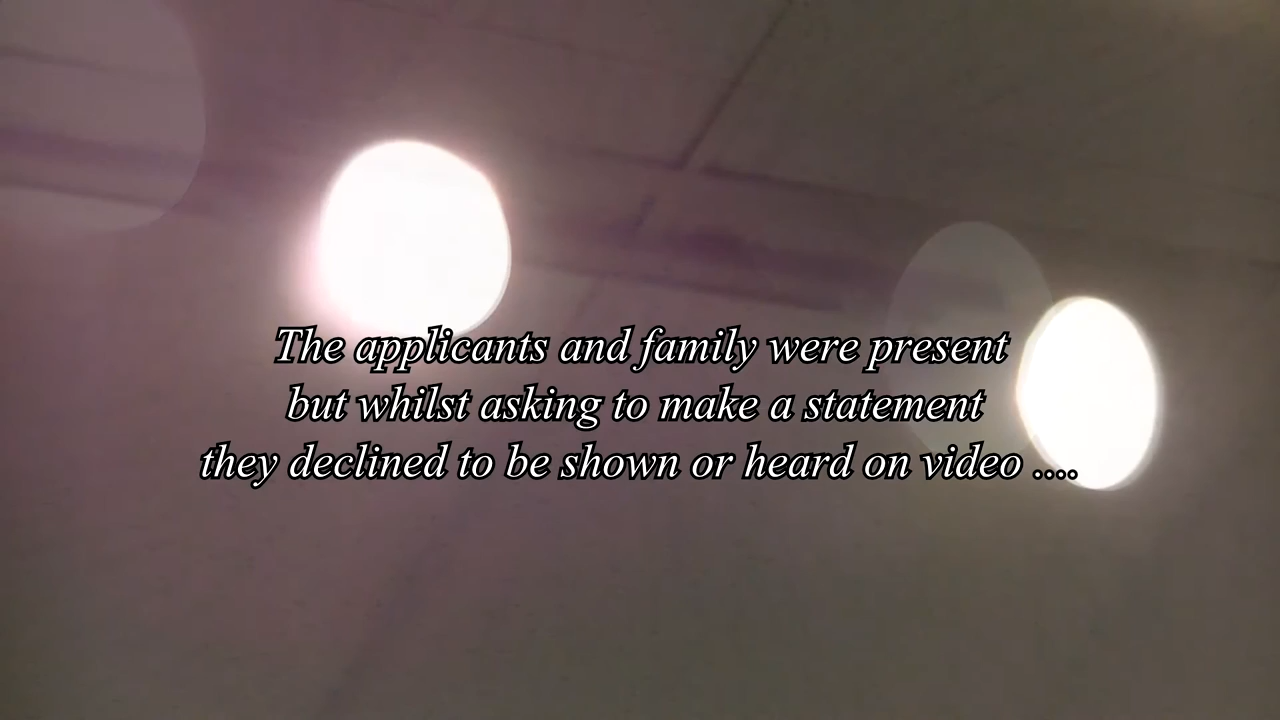 The applicants and family were present
but whilst asking to make a statement
they declined to be shown or heard on video ....